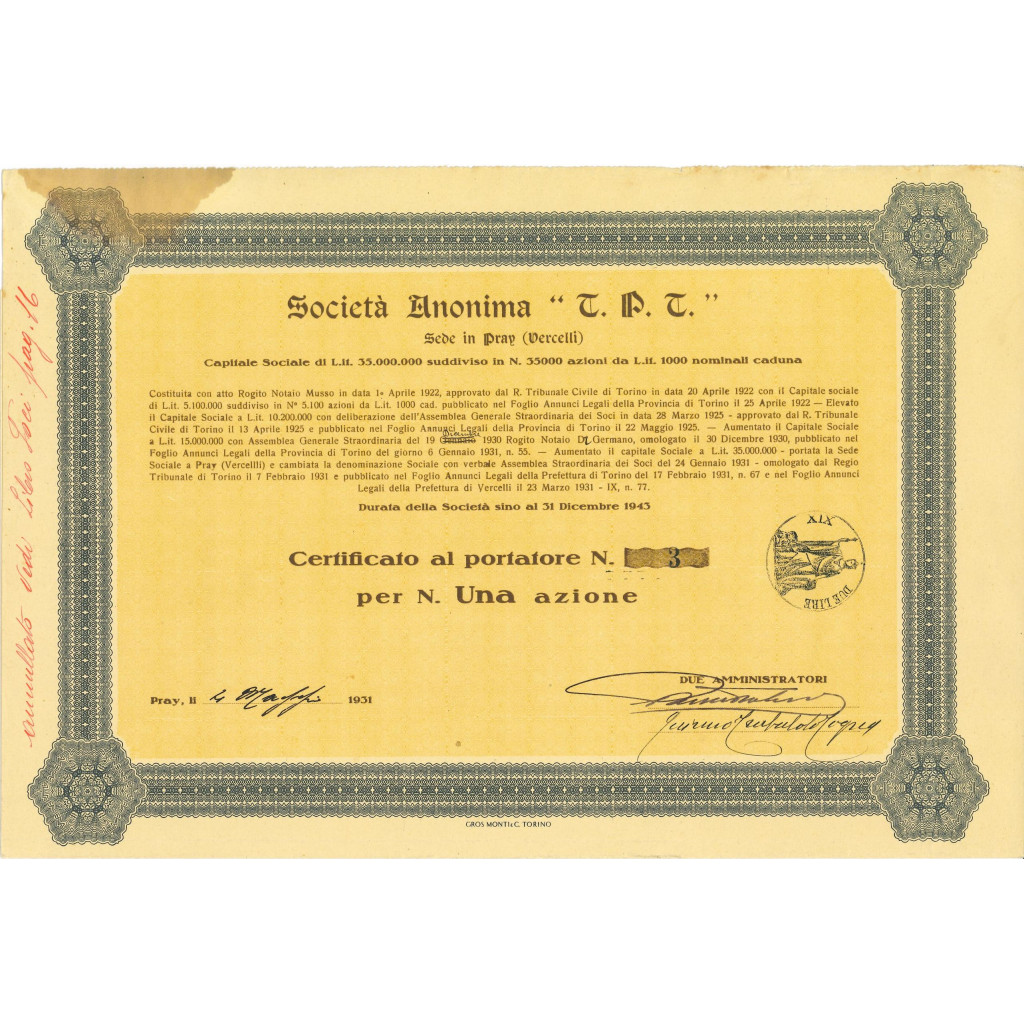 Società Anonima “ T. P. T. ”
Sede in Pray (Vercelli)
Capitale Sociale di L.it. 35.000.000 suddiviso in N. 35000 azioni da L.it. 1000 nominali caduna
Costituita con atto Rogito Notaio Musso in data 1º Aprile 1922, approvato dal R. Tribunale Civile di Torino in data 20 Aprile 1922 con il Capitale sociale
di L.it. 5.100.000 suddiviso in Nº 5.100 azioni da L.it. 1000 cad. pubblicato nel Foglio Annunci Legali della Provincia di Torino il 25 Aprile 1922 — Elevato
il Capitale Sociale a L.it. 10.200.000 con deliberazione dell'Assemblea Generale Straordinaria dei Soci in data 28 Marzo 1925 - approvato dal R. Tribunale
Civile di Torino il 13 Aprile 1925 e pubblicato nel Foglio Annunci Legali della Provincia di Torino il 22 Maggio 1925. — Aumentato il Capitale Sociale
a L.it. 15.000.000 con Assemblea Generale Straordinaria del 19 Gennaio 1930 Rogito Notaio Germano, omologato il 30 Dicembre 1930, pubblicato nel
Foglio Annunci Legali della Provincia di Torino del giorno 6 Gennaio 1931, n. 55. — Aumentato il capitale Sociale a L.it. 35.000.000 - portata la Sede
Sociale a Pray (Vercellli) e cambiata la denominazione Sociale con verbale Assemblea Straordinaria dei Soci del 24 Gennaio 1931 - omologato dal Regio
Tribunale di Torino il 7 Febbraio 1931 e pubblicato nel Foglio Annunci Legali della Prefettura di Torino del 17 Febbraio 1931, n. 67 e nel Foglio Annunci
Legali della Prefettura di Vercelli il 23 Marzo 1931 - IX, n. 77.
Durata della Società sino al 31 Dicembre 1943
Certificato al portatore N. 3
per N. Una azione
XIX
DUE LIRE
DUE AMMINISTRATORI
Pray, li 4 Maggio 1931
GROS MONTI & C. TORINO
annullato vedi Libro Soci pag. 16